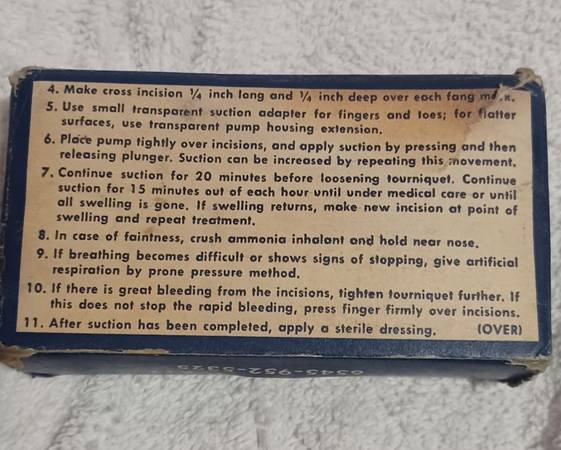 4. Make cross incision ¼ inch long and ¼ inch deep over each fang
5. Use small transparent suction adapter for fingers and toes; for flatter
surfaces, use transparent pump housing extension.
6. Place pump tightly over incisions, and apply suction by pressing and then
releasing plunger. Suction can be increased by repeating this movement.
7. Continue suction for 20 minutes before loosening tourniquet. Continue
suction for 15 minutes out of each hour until under medical care or until
all swelling is gone. If swelling returns, make new incision at point of
swelling and repeat treatment.
8. In case of faintness, crush ammonia inhalant and hold near nose.
9. If breathing becomes difficult or shows signs of stopping, give artificial
respiration by prone pressure method.
10. If there is great bleeding from the incisions, tighten tourniquet further. If
this does not stop the rapid bleeding, press finger firmly over incisions.
11. After suction has been completed, apply a sterile dressing. (OVER)
6545-952-5325